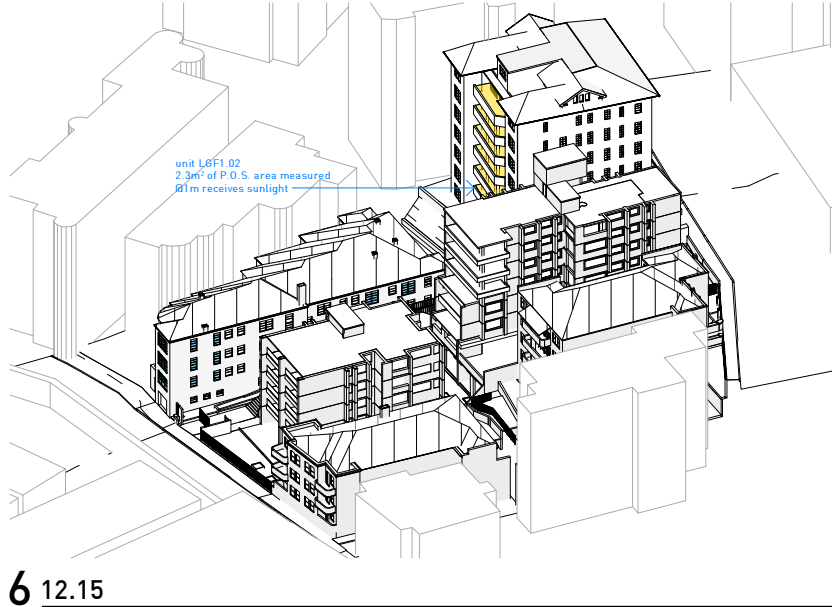 unit LGF1.02
2.3m² of P.O.S. area measured
@1m receives sunlight
6 12.15